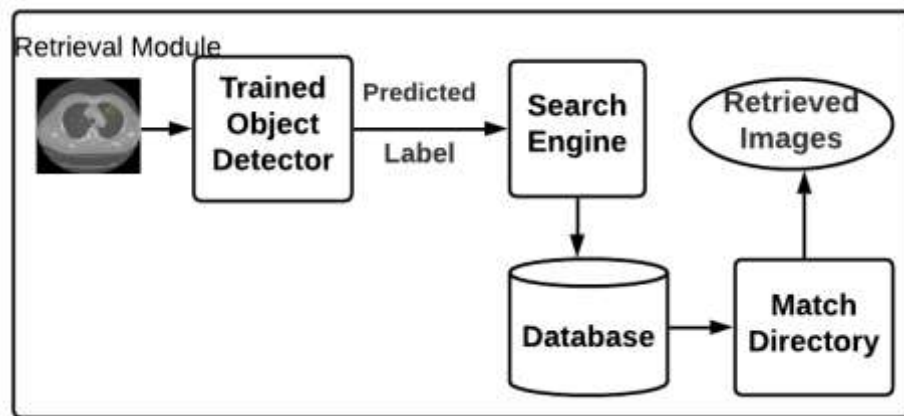 Retrieval Module
Trained
Object
Detector
Predicted
Label
Search
Engine
Retrieved
Images
Database
Match
Directory